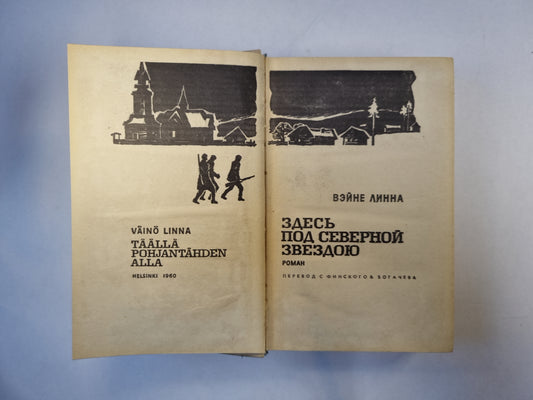 VÄINÖ LINNA
TÄÄLLÄ
POHJANTÄHDEN
ALLA
HELSINKI 1960
ВЭЙНЕ ЛИННА
ЗДЕСЬ
ПОД СЕВЕРНОЙ
ЗВЕЗДОЮ
РОМАН
ПЕРЕВОД С ФИНСКОГО В. БОГАЧЕВА